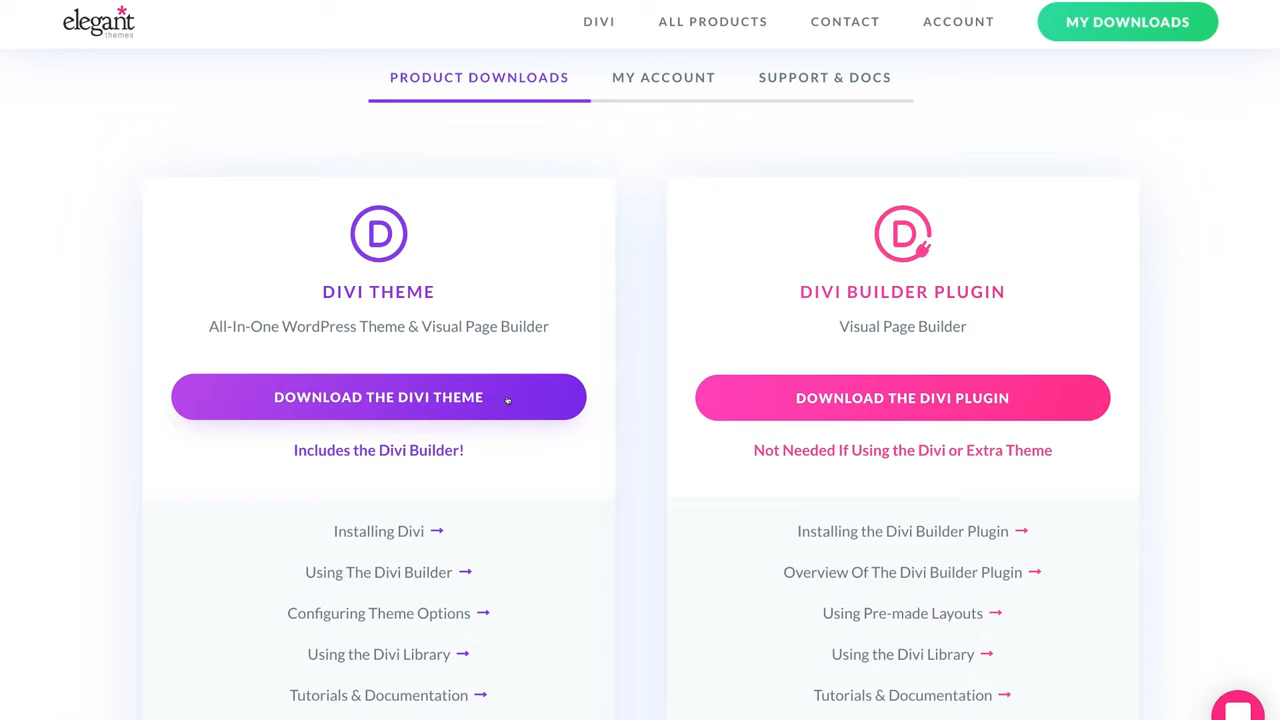 elegant
themes
DIVI
ALL PRODUCTS
CONTACT
ACCOUNT
MY DOWNLOADS
PRODUCT DOWNLOADS
MY ACCOUNT
SUPPORT & DOCS
D
DIVI THEME
All-In-One WordPress Theme & Visual Page Builder
DOWNLOAD THE DIVI THEME
Includes the Divi Builder!
Installing Divi →
Using The Divi Builder →
Configuring Theme Options →
Using the Divi Library →
Tutorials & Documentation →
D
DIVI BUILDER PLUGIN
Visual Page Builder
DOWNLOAD THE DIVI PLUGIN
Not Needed If Using the Divi or Extra Theme
Installing the Divi Builder Plugin →
Overview Of The Divi Builder Plugin →
Using Pre-made Layouts →
Using the Divi Library →
Tutorials & Documentation →